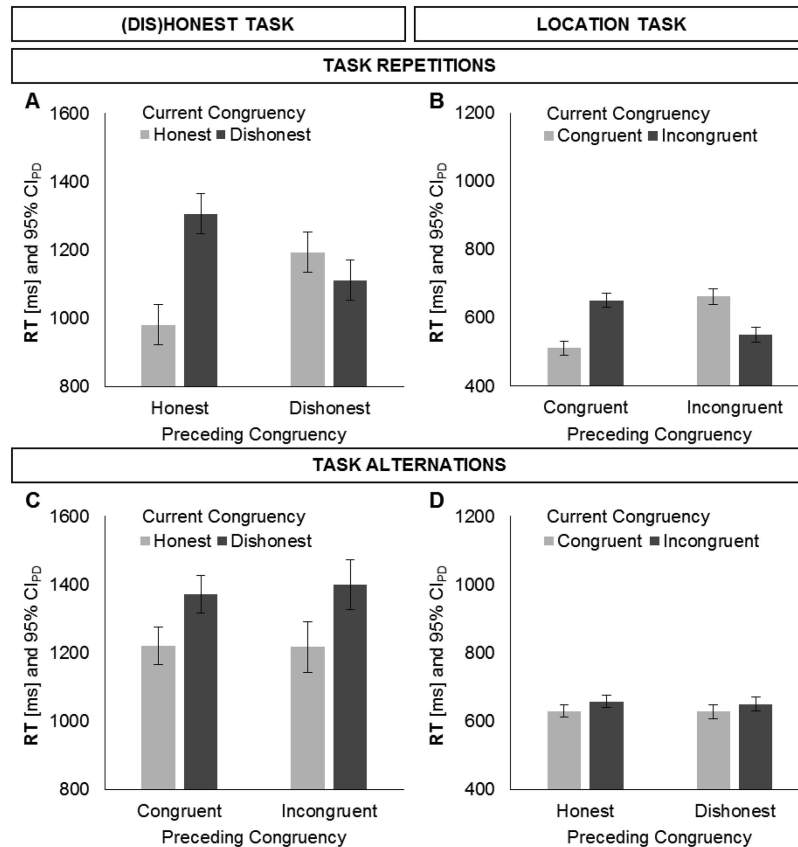 (DIS)HONEST TASK
LOCATION TASK
TASK REPETITIONS
A
Current Congruency
Honest Dishonest
RT [ms] and 95% CIPD
1600
1400
1200
1000
800
Honest Dishonest
Preceding Congruency
B
Current Congruency
Congruent Incongruent
RT [ms] and 95% CIPD
1200
1000
800
600
400
Congruent Incongruent
Preceding Congruency
TASK ALTERNATIONS
C
Current Congruency
Honest Dishonest
RT [ms] and 95% CIPD
1600
1400
1200
1000
800
Congruent Incongruent
Preceding Congruency
D
Current Congruency
Congruent Incongruent
RT [ms] and 95% CIPD
1200
1000
800
600
400
Honest Dishonest
Preceding Congruency